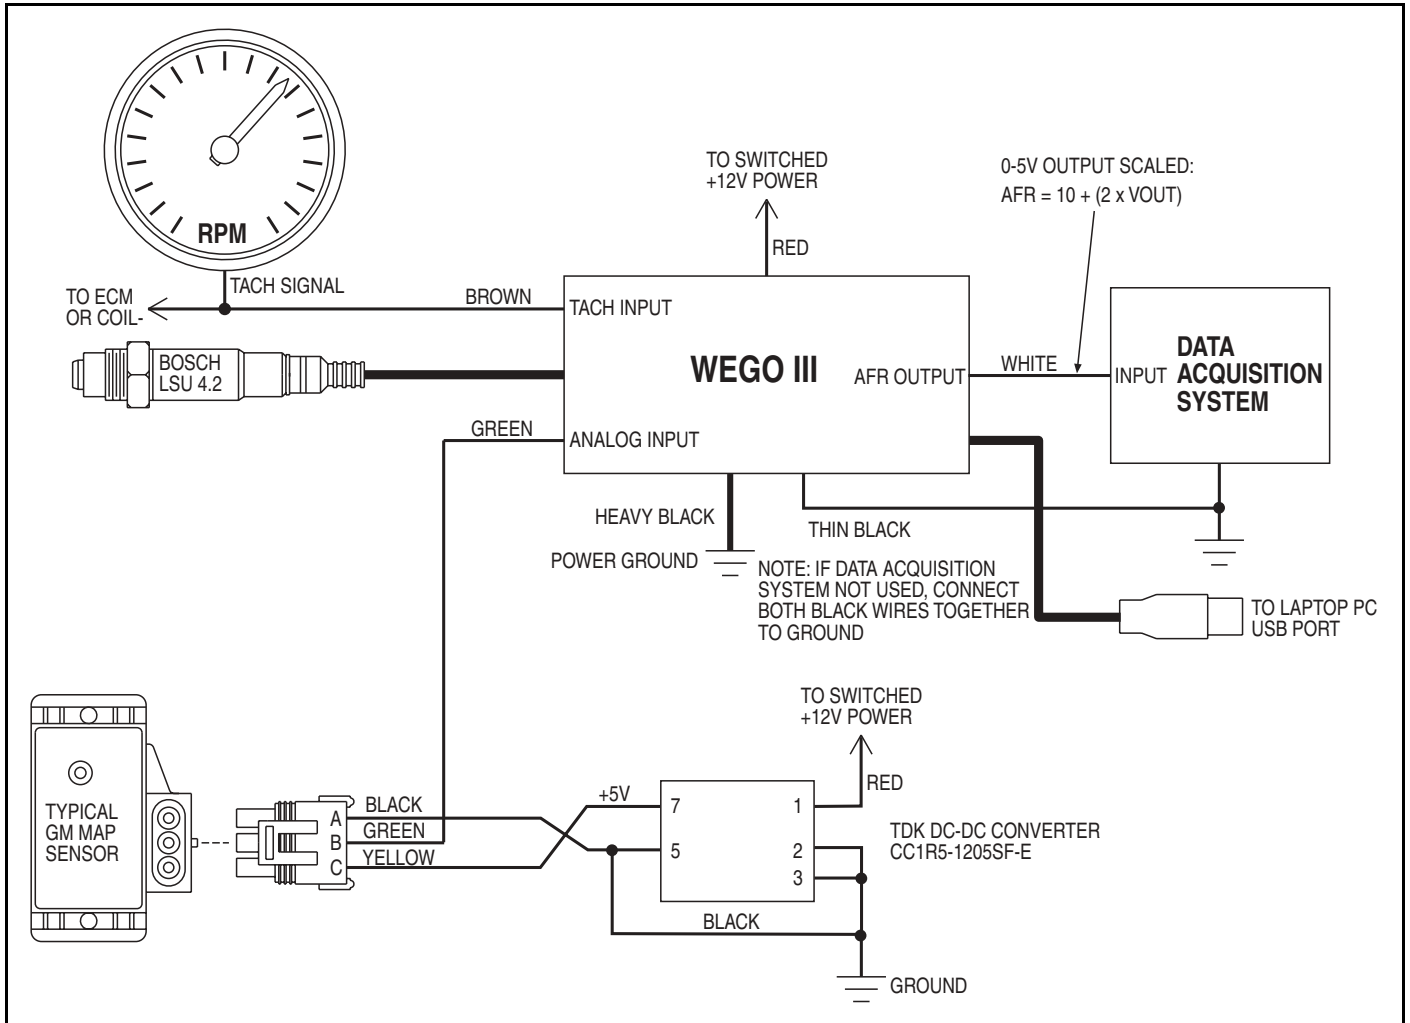 RPM
TACH SIGNAL
TO ECM
OR COIL-
BROWN
BOSCH
LSU 4.2
TO SWITCHED
+12V POWER
RED
0-5V OUTPUT SCALED:
AFR = 10 + (2 x VOUT)
TACH INPUT
WEGO III
AFR OUTPUT
WHITE
INPUT
DATA
ACQUISITION
SYSTEM
GREEN
ANALOG INPUT
HEAVY BLACK
POWER GROUND
THIN BLACK
NOTE: IF DATA ACQUISITION
SYSTEM NOT USED, CONNECT
BOTH BLACK WIRES TOGETHER
TO GROUND
TO LAPTOP PC
USB PORT
TYPICAL
GM MAP
SENSOR
A
B
C
BLACK
GREEN
YELLOW
+5V
7
5
1
2
3
TO SWITCHED
+12V POWER
RED
TDK DC-DC CONVERTER
CC1R5-1205SF-E
BLACK
GROUND